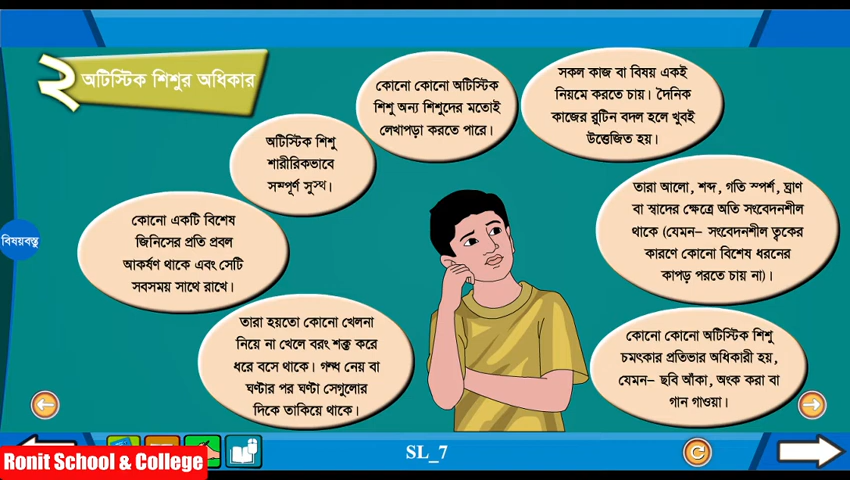 ২ অটিস্টিক শিশুর অধিকার
কোনো কোনো অটিস্টিক
শিশু অন্য শিশুদের মতোই
লেখাপড়া করতে পারে।
সকল কাজ বা বিষয় একই
নিয়মে করতে চায়। দৈনিক
কাজের রুটিন বদল হলে খুবই
উত্তেজিত হয়।
অটিস্টিক শিশু
শারীরিকভাবে
সম্পূর্ণ সুস্থ।
তারা আলো, শব্দ, গতি স্পর্শ, ঘ্রাণ
বা স্বাদের ক্ষেত্রে অতি সংবেদনশীল
থাকে (যেমন– সংবেদনশীল ত্বকের
কারণে কোনো বিশেষ ধরনের
কাপড় পরতে চায় না)।
কোনো একটি বিশেষ
জিনিসের প্রতি প্রবল
আকর্ষণ থাকে এবং সেটি
সবসময় সাথে রাখে।
বিষয়বস্তু
তারা হয়তো কোনো খেলনা
নিয়ে না খেলে বরং শক্ত করে
ধরে বসে থাকে। গন্ধ নেয় বা
ঘণ্টার পর ঘণ্টা সেগুলোর
দিকে তাকিয়ে থাকে।
কোনো কোনো অটিস্টিক শিশু
চমৎকার প্রতিভার অধিকারী হয়,
যেমন– ছবি আঁকা, অংক করা বা
গান গাওয়া।
SL_7
Ronit School & College